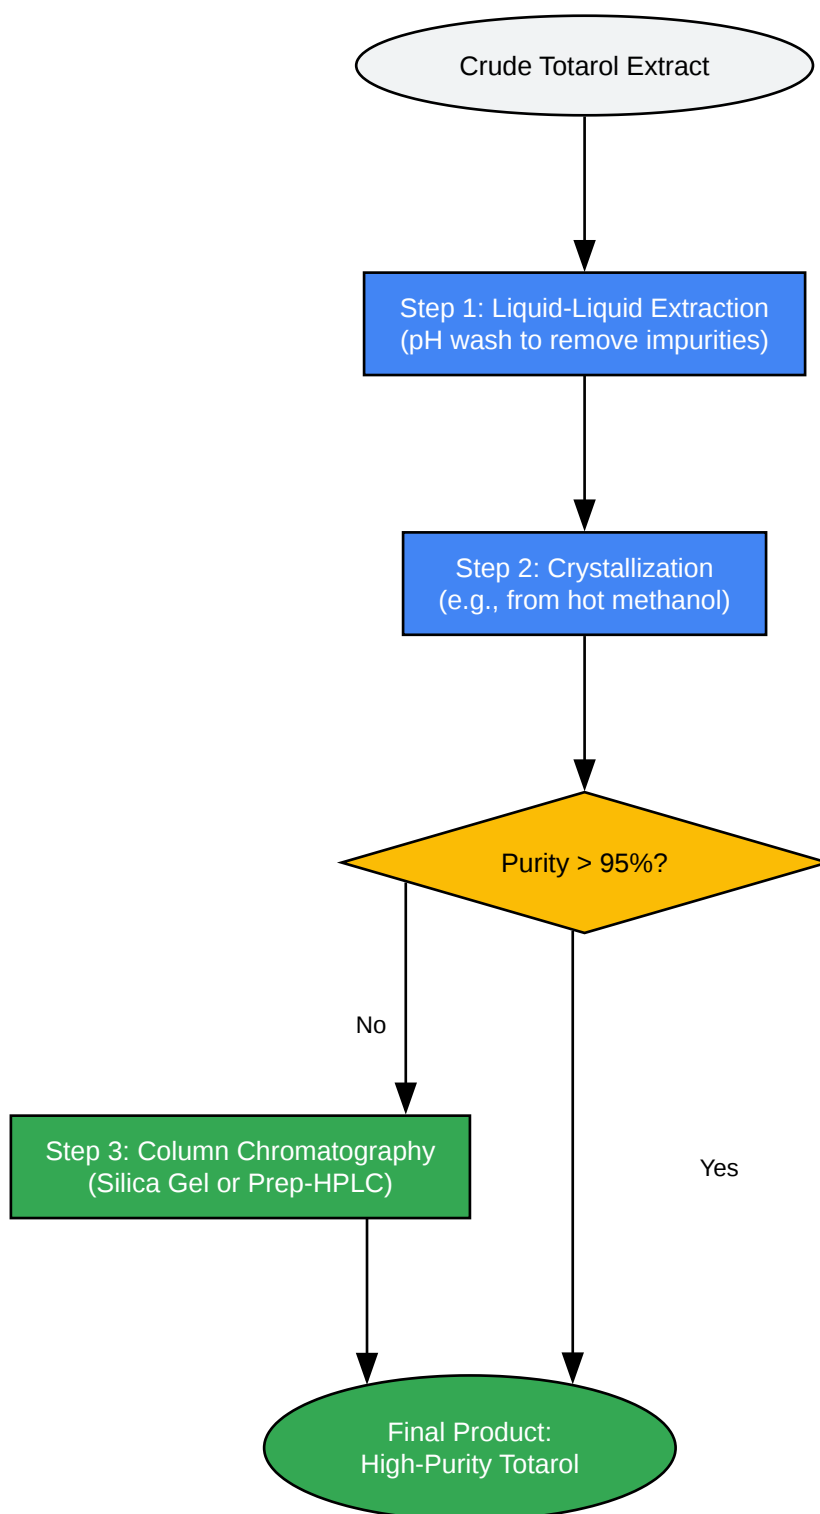 Crude Totarol Extract
Step 1: Liquid-Liquid Extraction
(pH wash to remove impurities)
Step 2: Crystallization
(e.g., from hot methanol)
Purity > 95%?
No
Step 3: Column Chromatography
(Silica Gel or Prep-HPLC)
Yes
Final Product:
High-Purity Totarol